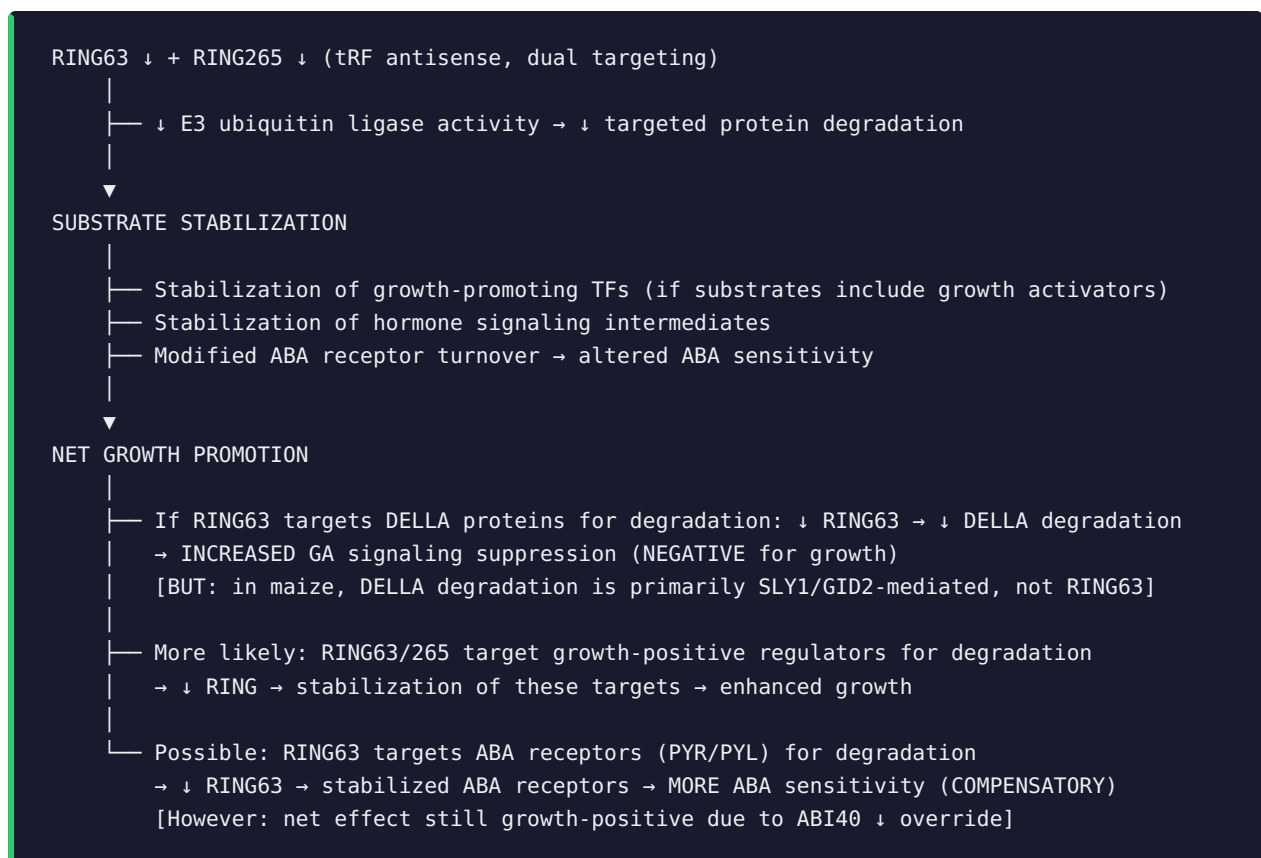 RING63 ↓ + RING265 ↓ (tRF antisense, dual targeting)
│
├── ↓ E3 ubiquitin ligase activity → ↓ targeted protein degradation
│
▼
SUBSTRATE STABILIZATION
│
├── Stabilization of growth-promoting TFs (if substrates include growth activators)
├── Stabilization of hormone signaling intermediates
├── Modified ABA receptor turnover → altered ABA sensitivity
│
▼
NET GROWTH PROMOTION
│
├── If RING63 targets DELLA proteins for degradation: ↓ RING63 → ↓ DELLA degradation
│   → INCREASED GA signaling suppression (NEGATIVE for growth)
│   [BUT: in maize, DELLA degradation is primarily SLY1/GID2-mediated, not RING63]
│
├── More likely: RING63/265 target growth-positive regulators for degradation
│   → ↓ RING → stabilization of these targets → enhanced growth
│
└── Possible: RING63 targets ABA receptors (PYR/PYL) for degradation
→ ↓ RING63 → stabilized ABA receptors → MORE ABA sensitivity (COMPENSATORY)
[However: net effect still growth-positive due to ABI40 ↓ override]